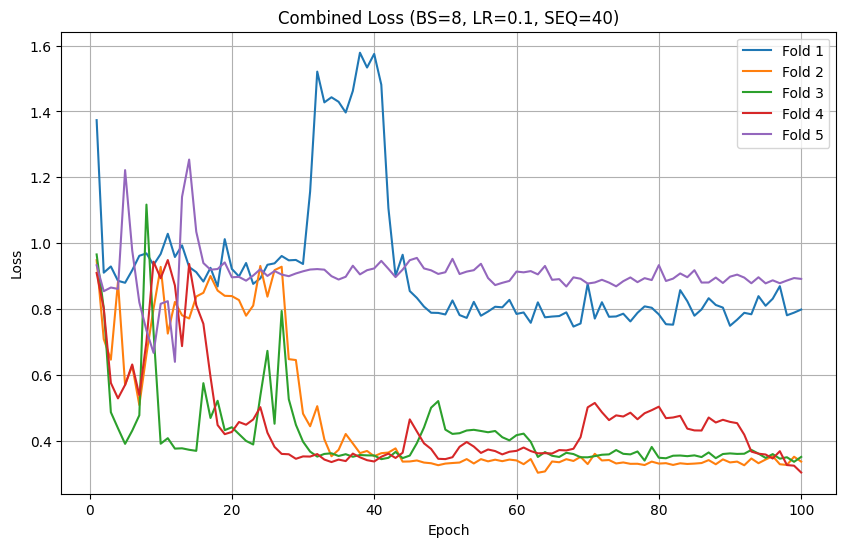 Combined Loss (BS=8, LR=0.1, SEQ=40)
Fold 1
Fold 2
Fold 3
Fold 4
Fold 5
Loss
1.6
1.4
1.2
1.0
0.8
0.6
0.4
0 20 40 60 80 100
Epoch